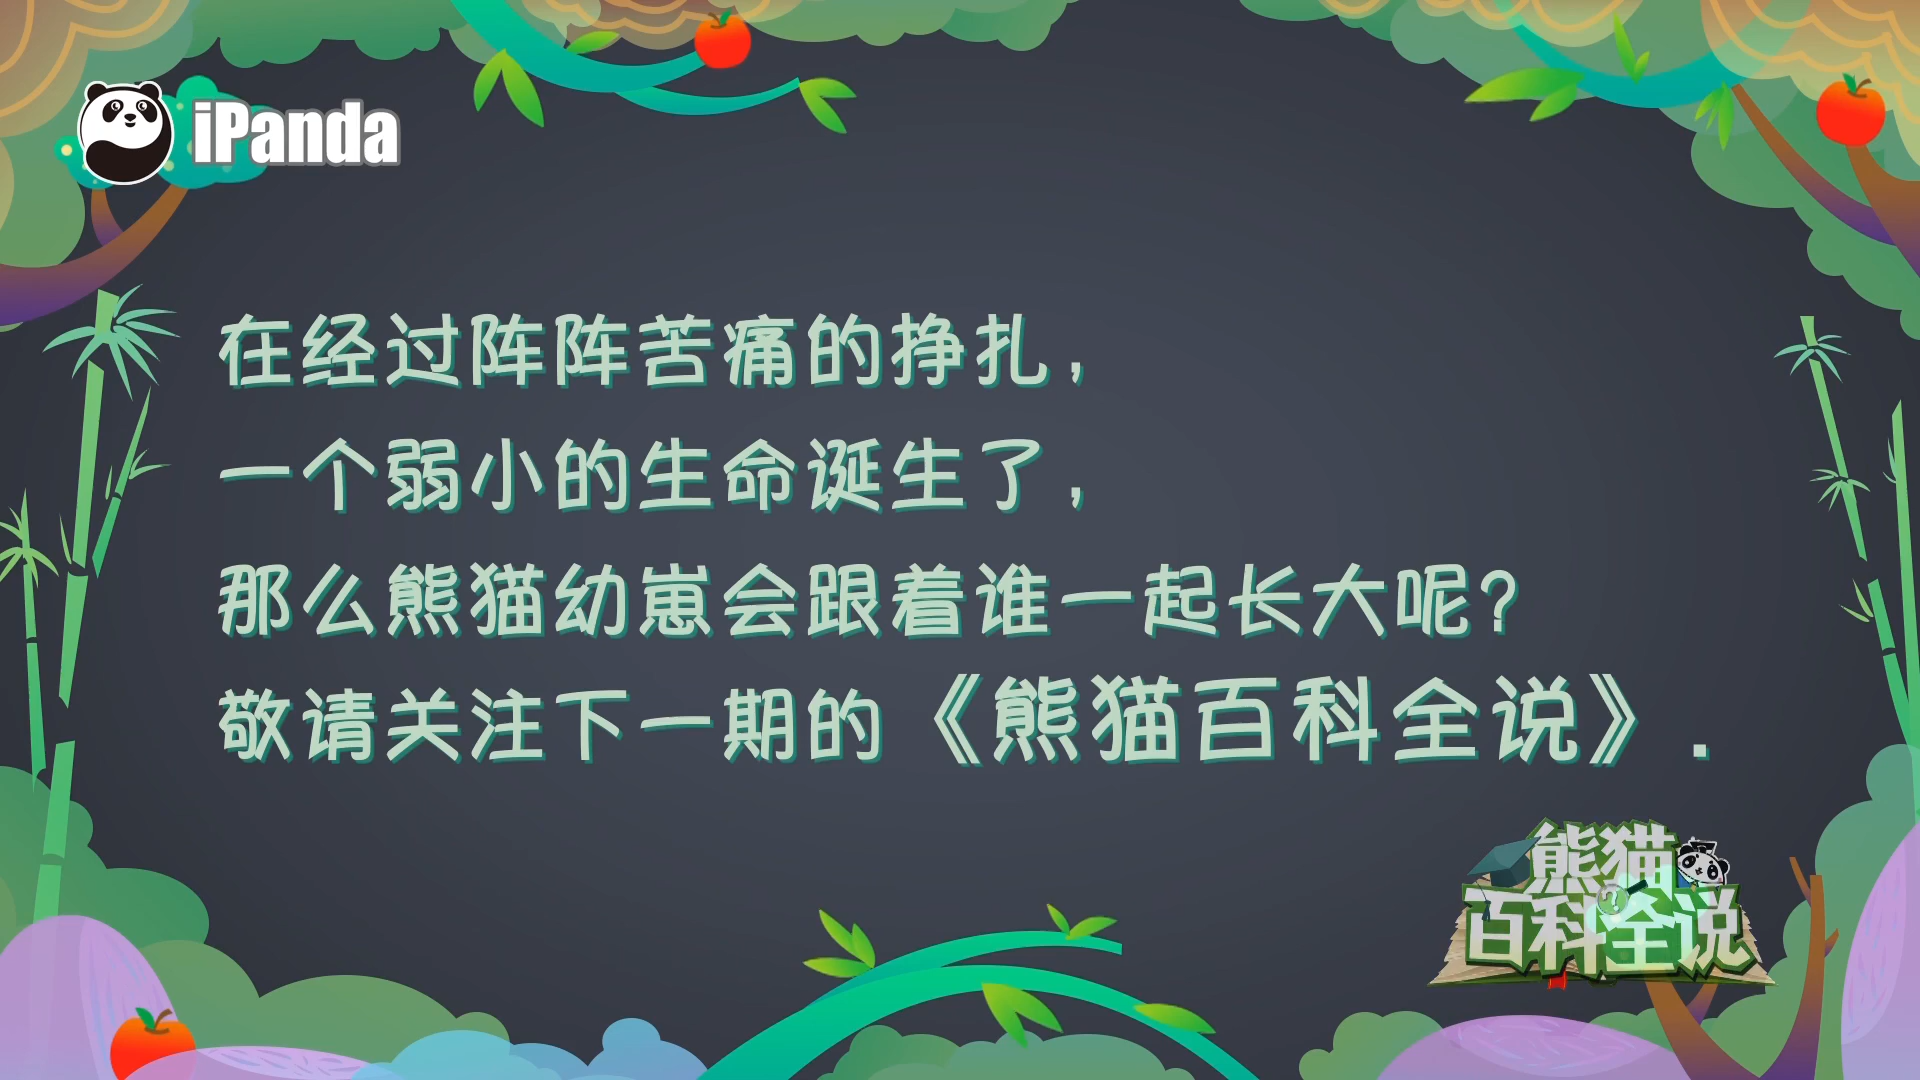 iPanda
在经过阵阵苦痛的挣扎，
一个弱小的生命诞生了，
那么熊猫幼崽会跟着谁一起长大呢？
敬请关注下一期的《熊猫百科全说》.
熊猫
百科全说